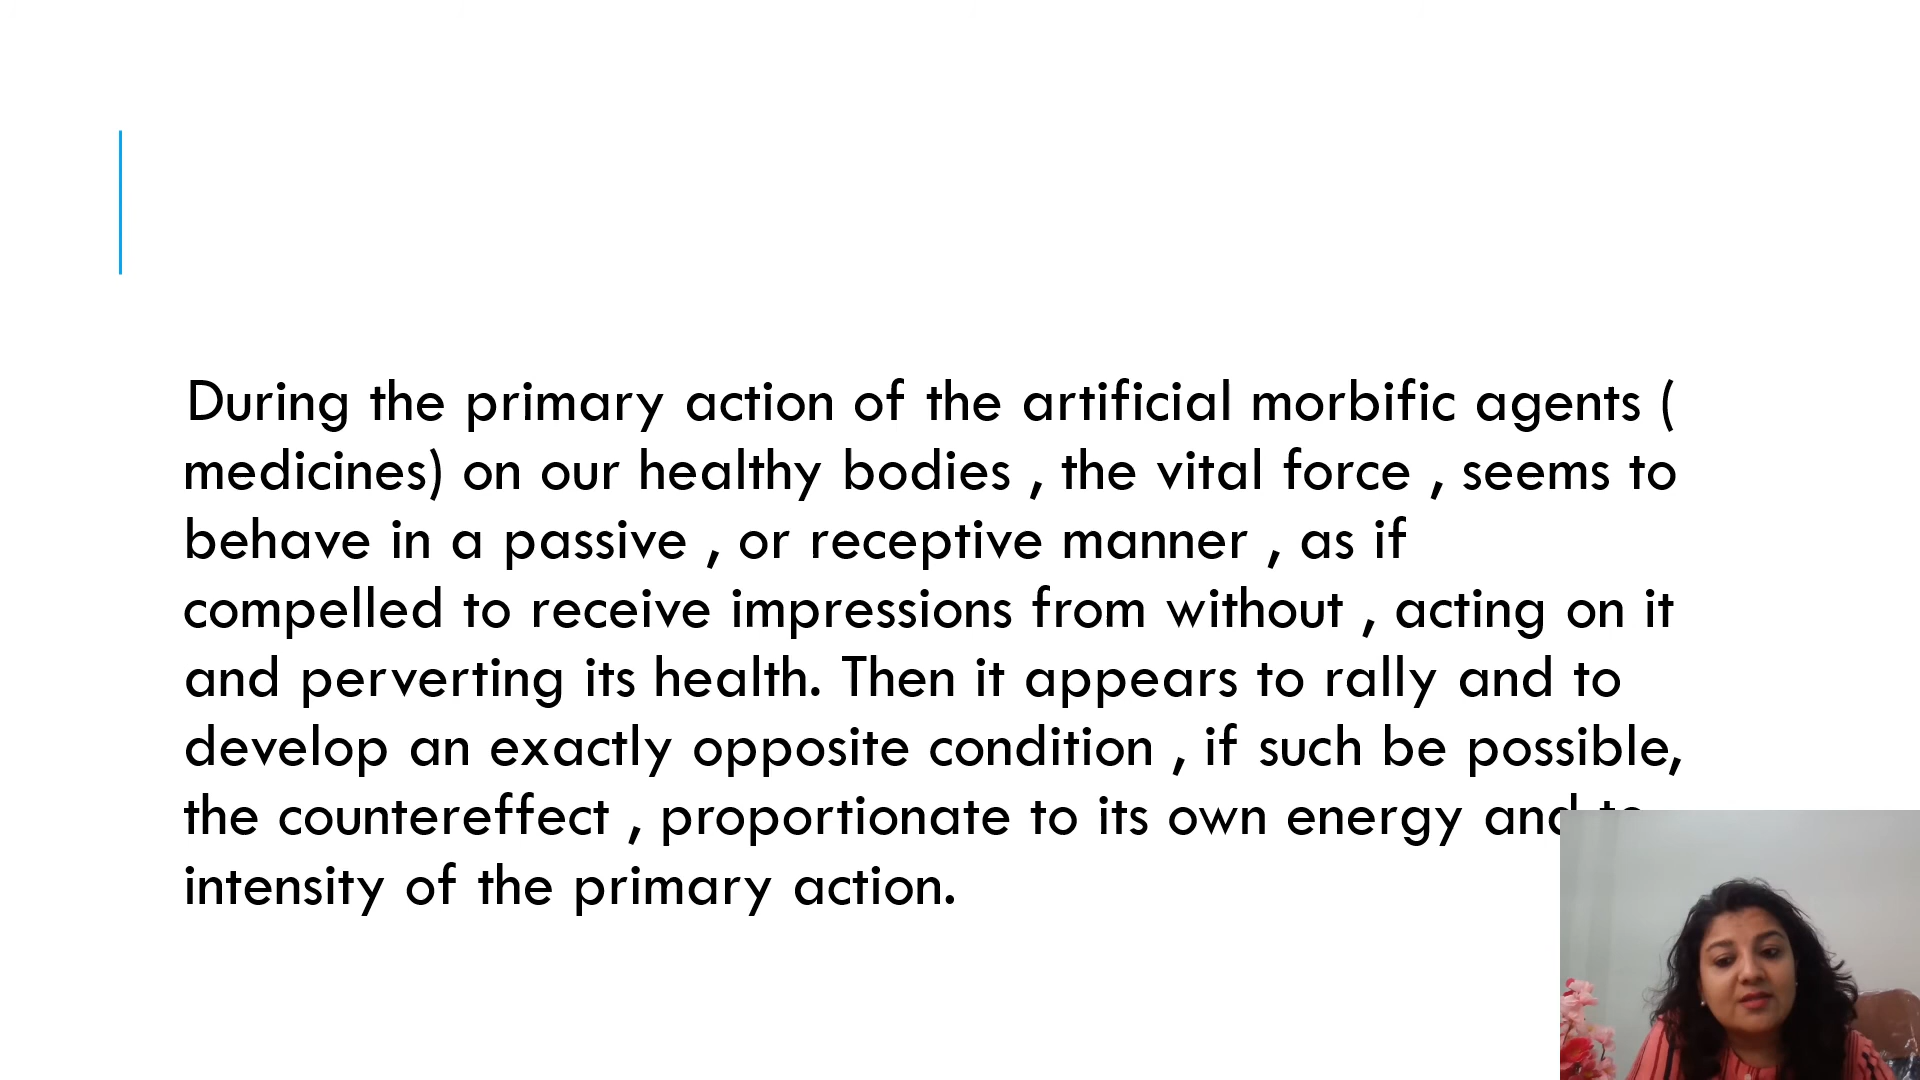 During the primary action of the artificial morbific agents (
medicines) on our healthy bodies , the vital force , seems to
behave in a passive , or receptive manner , as if
compelled to receive impressions from without , acting on it
and perverting its health. Then it appears to rally and to
develop an exactly opposite condition , if such be possible,
the countereffect , proportionate to its own energy and to
intensity of the primary action.